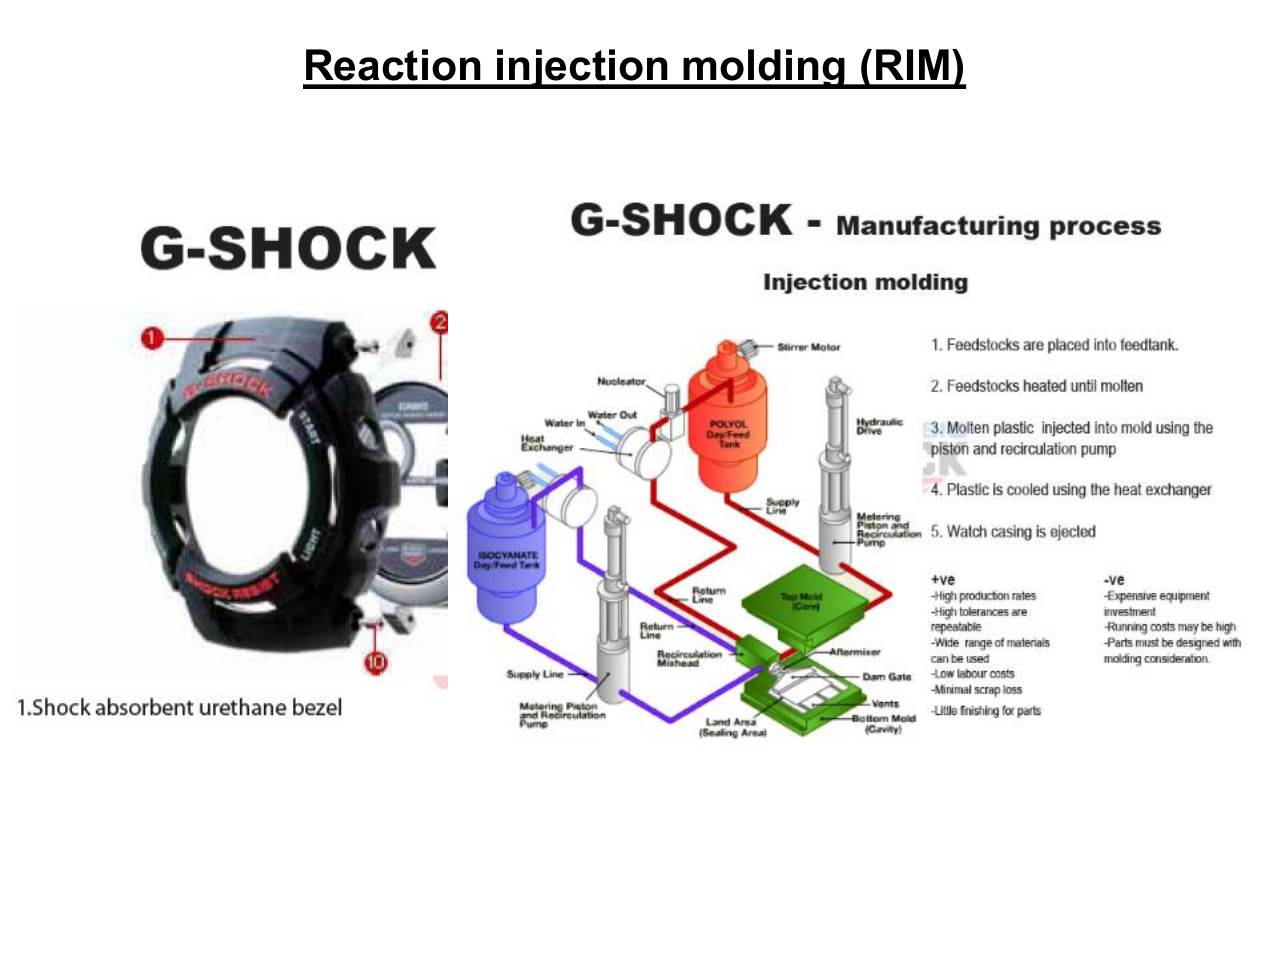 Reaction injection molding (RIM)
G-SHOCK
1
2
G-SHOCK
START
LIGHT
SHOCK RESIST
CASIO
10
1.Shock absorbent urethane bezel
G-SHOCK - Manufacturing process
Injection molding
Stirrer Motor
Nucleator
Water Out
Water In
Heat
Exchanger
POLYOL
Day/Feed
Tank
Hydraulic
Drive
Supply
Line
Metering
Piston and
Recirculation
Pump
ISOCYANATE
Day/Feed Tank
Return
Line
Top Mold
(Core)
Return
Line
Recirculation
Mixhead
Aftermixer
Supply Line
Dam Gate
Metering Piston
and Recirculation
Pump
Vents
Land Area
(Sealing Area)
Bottom Mold
(Cavity)
1. Feedstocks are placed into feedtank.
2. Feedstocks heated until molten
3. Molten plastic injected into mold using the
piston and recirculation pump
4. Plastic is cooled using the heat exchanger
5. Watch casing is ejected
+ve
-High production rates
-High tolerances are
repeatable
-Wide range of materials
can be used
-Low labour costs
-Minimal scrap loss
-Little finishing for parts
-ve
-Expensive equipment
investment
-Running costs may be high
-Parts must be designed with
molding consideration.